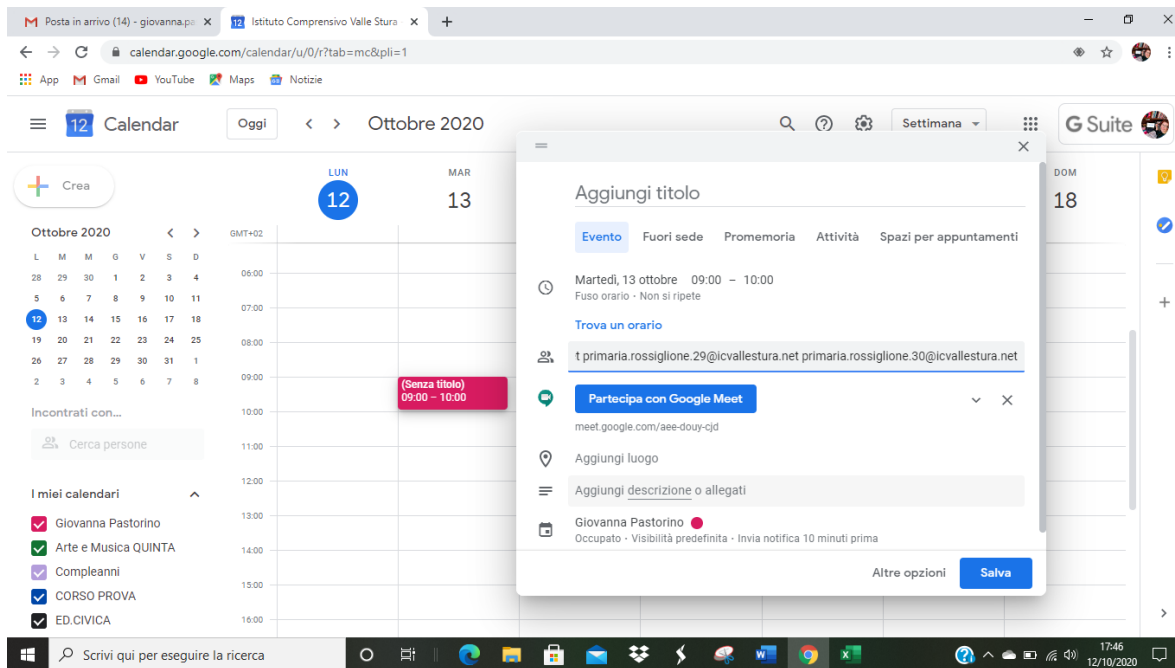 Posta in arrivo (14) - giovanna.pa
Istituto Comprensivo Valle Stura
calendar.google.com/calendar/u/0/r?tab=mc&pli=1
App Gmail YouTube Maps Notizie
12 Calendar Oggi Ottobre 2020 Settimana G Suite
Crea
LUN MAR DOM
12 13 18
Ottobre 2020
GMT+02
L M M G V S D
28 29 30 1 2 3 4
5 6 7 8 9 10 11
12 13 14 15 16 17 18
19 20 21 22 23 24 25
26 27 28 29 30 31 1
2 3 4 5 6 7 8
Incontrati con...
Cerca persone
I miei calendari
Giovanna Pastorino
Arte e Musica QUINTA
Compleanni
CORSO PROVA
ED.CIVICA
06:00
07:00
08:00
09:00
10:00
11:00
12:00
13:00
14:00
15:00
16:00
(Senza titolo)
09:00 – 10:00
Aggiungi titolo
Evento Fuori sede Promemoria Attività Spazi per appuntamenti
Martedì, 13 ottobre 09:00 – 10:00
Fuso orario · Non si ripete
Trova un orario
t primaria.rossiglione.29@icvallestura.net primaria.rossiglione.30@icvallestura.net
Partecipa con Google Meet
meet.google.com/aee-douy-cjd
Aggiungi luogo
Aggiungi descrizione o allegati
Giovanna Pastorino
Occupato · Visibilità predefinita · Invia notifica 10 minuti prima
Altre opzioni Salva
Scrivi qui per eseguire la ricerca
17:46
12/10/2020